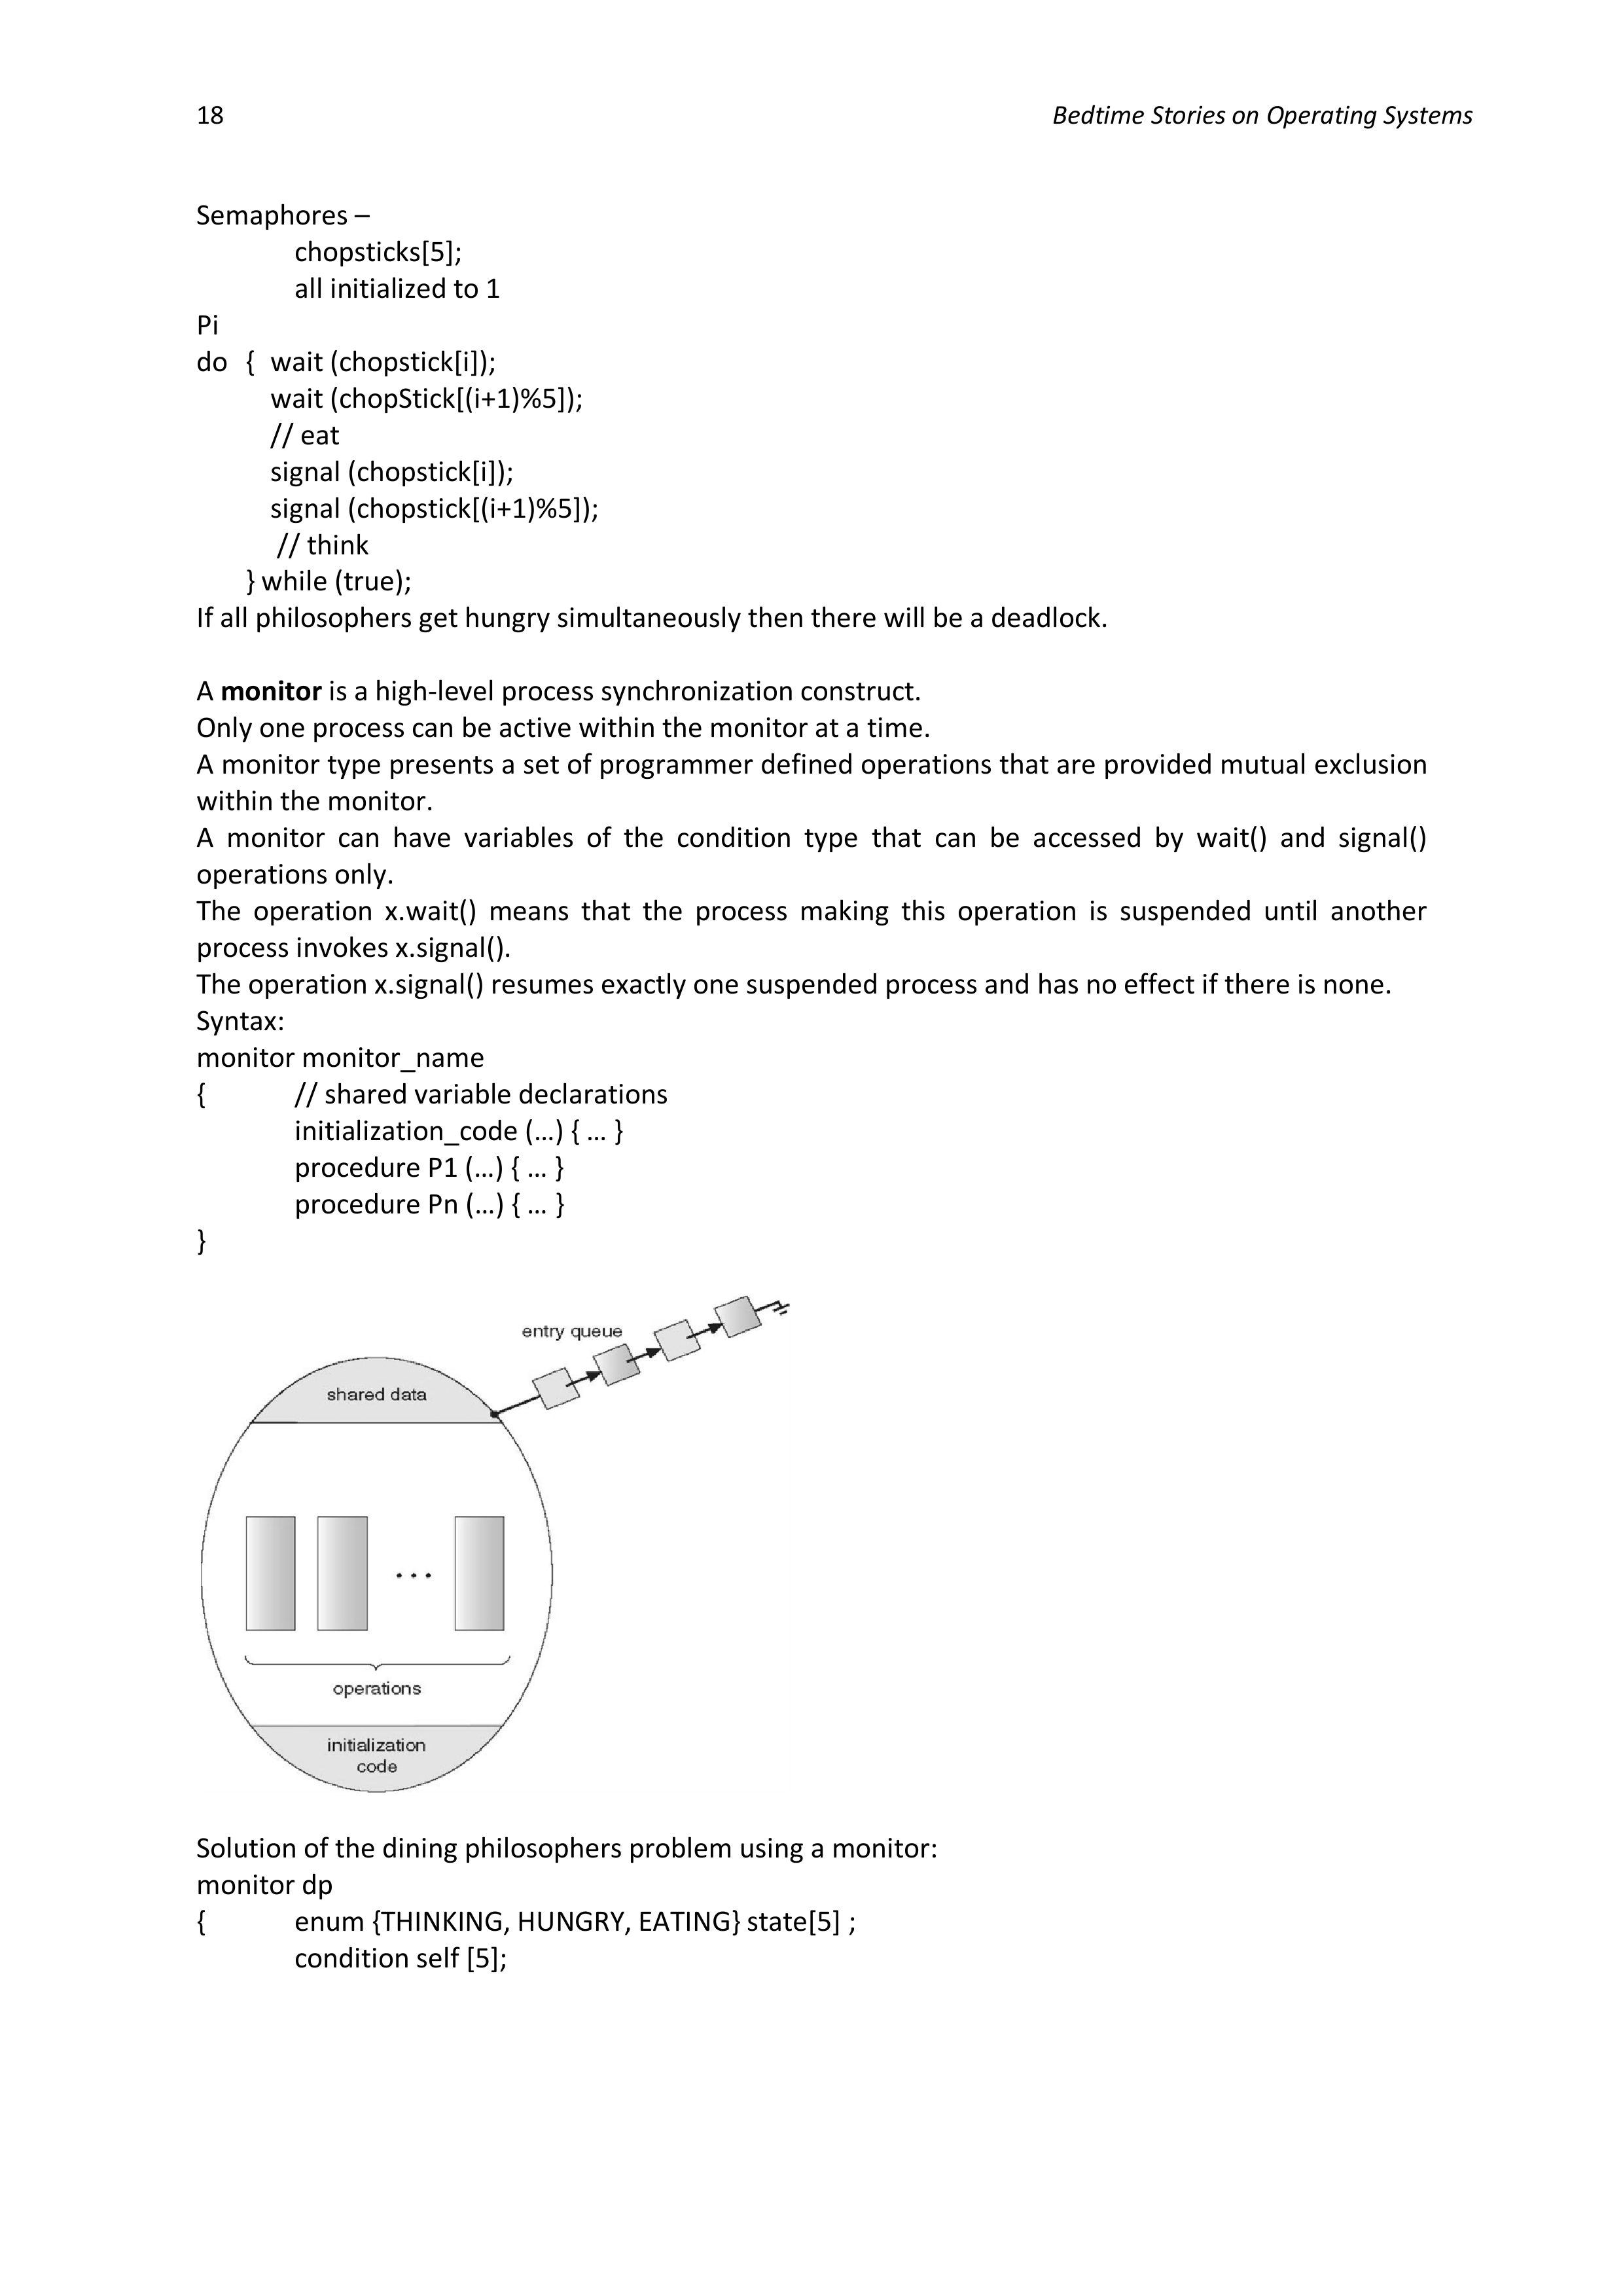 18 Bedtime Stories on Operating Systems
Semaphores –
chopsticks[5];
all initialized to 1
Pi
do { wait (chopstick[i]);
wait (chopStick[(i+1)%5]);
// eat
signal (chopstick[i]);
signal (chopstick[(i+1)%5]);
// think
} while (true);
If all philosophers get hungry simultaneously then there will be a deadlock.
A monitor is a high-level process synchronization construct.
Only one process can be active within the monitor at a time.
A monitor type presents a set of programmer defined operations that are provided mutual exclusion
within the monitor.
A monitor can have variables of the condition type that can be accessed by wait() and signal()
operations only.
The operation x.wait() means that the process making this operation is suspended until another
process invokes x.signal().
The operation x.signal() resumes exactly one suspended process and has no effect if there is none.
Syntax:
monitor monitor_name
{ // shared variable declarations
initialization_code (…) { … }
procedure P1 (…) { … }
procedure Pn (…) { … }
}
entry queue
shared data
...
operations
initialization
code
Solution of the dining philosophers problem using a monitor:
monitor dp
{ enum {THINKING, HUNGRY, EATING} state[5] ;
condition self [5];